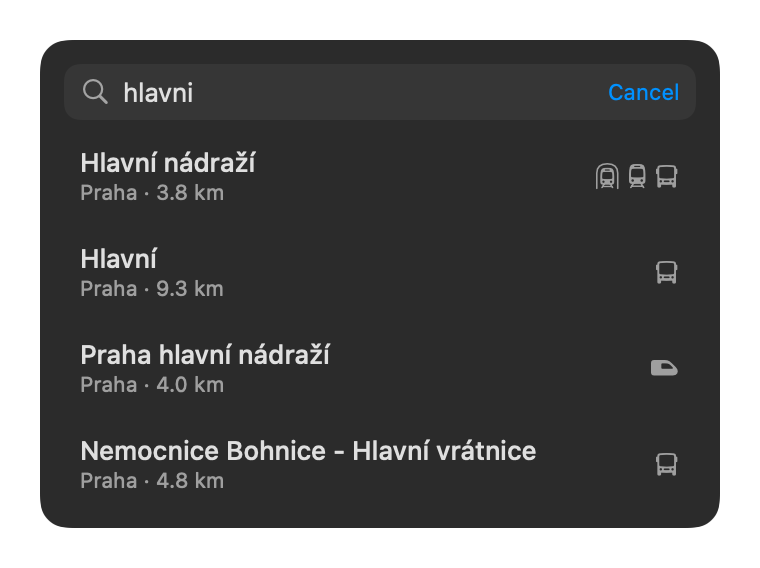 hlavni
Cancel
Hlavní nádraží
Praha · 3.8 km
Hlavní
Praha · 9.3 km
Praha hlavní nádraží
Praha · 4.0 km
Nemocnice Bohnice - Hlavní vrátnice
Praha · 4.8 km